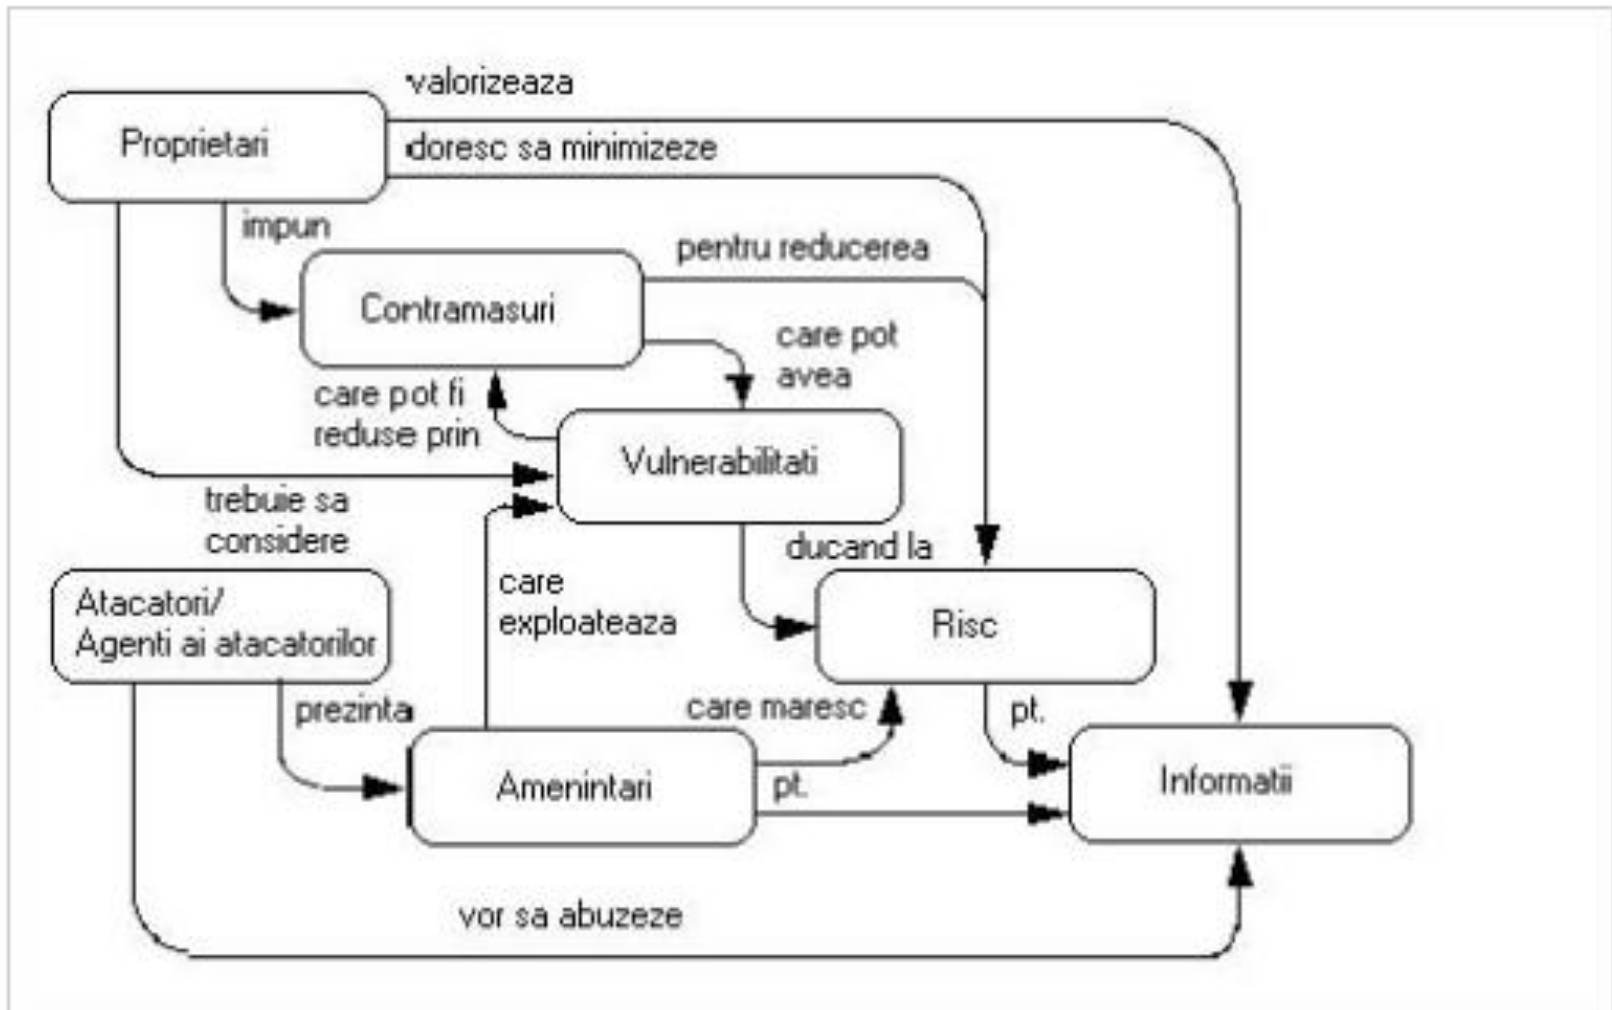 valorizeaza
Proprietari
doresc sa minimizeze
impun
pentru reducerea
Contramasuri
care pot
avea
care pot fi
reduse prin
Vulnerabilitati
trebuie sa
considere
ducand la
care
exploateaza
Atacatori/
Agenti ai atacatorilor
Risc
prezinta
care maresc
pt.
Amenintari
pt.
Informatii
vor sa abuzeze